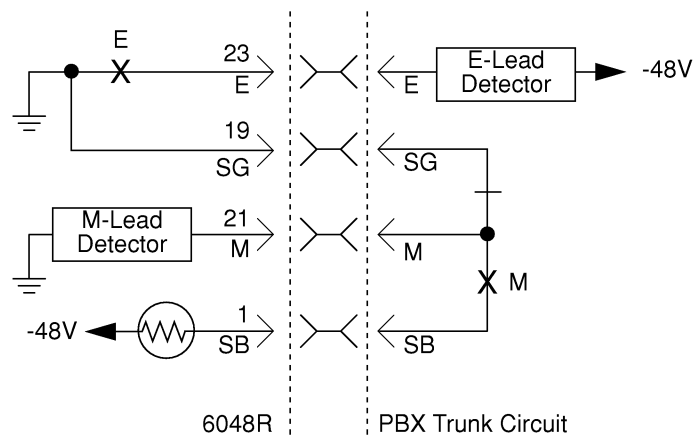 E
23
E
E
E-Lead
Detector
-48V
19
SG
SG
M-Lead
Detector
21
M
M
M
-48V
1
SB
SB
6048R
PBX Trunk Circuit